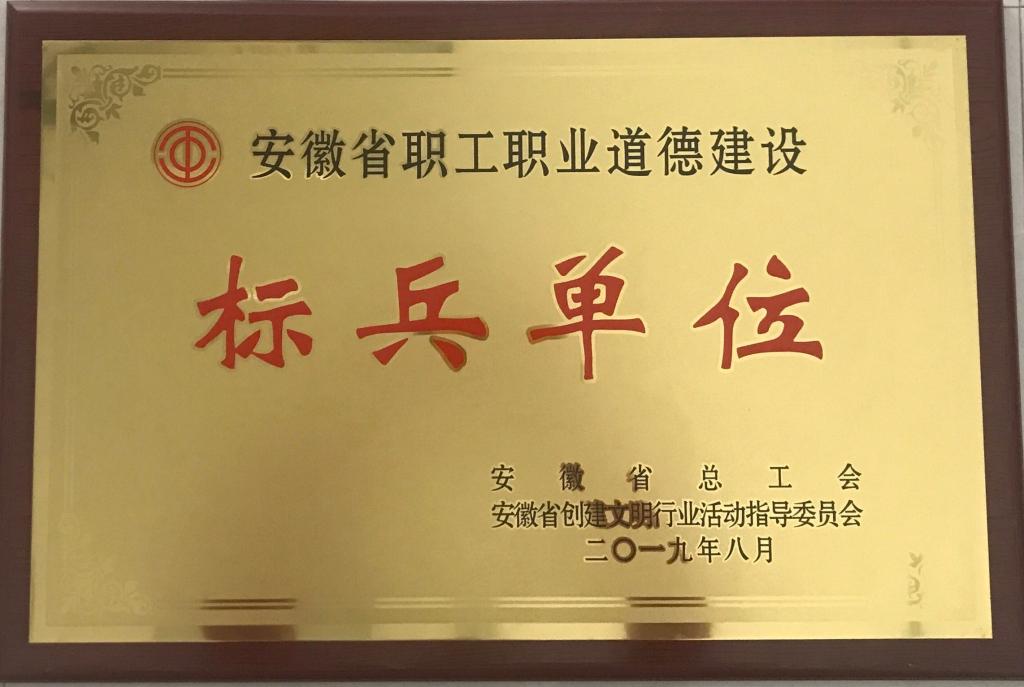 安徽省职工职业道德建设
标兵单位
安徽省总工会
安徽省创建文明行业活动指导委员会
二〇一九年八月